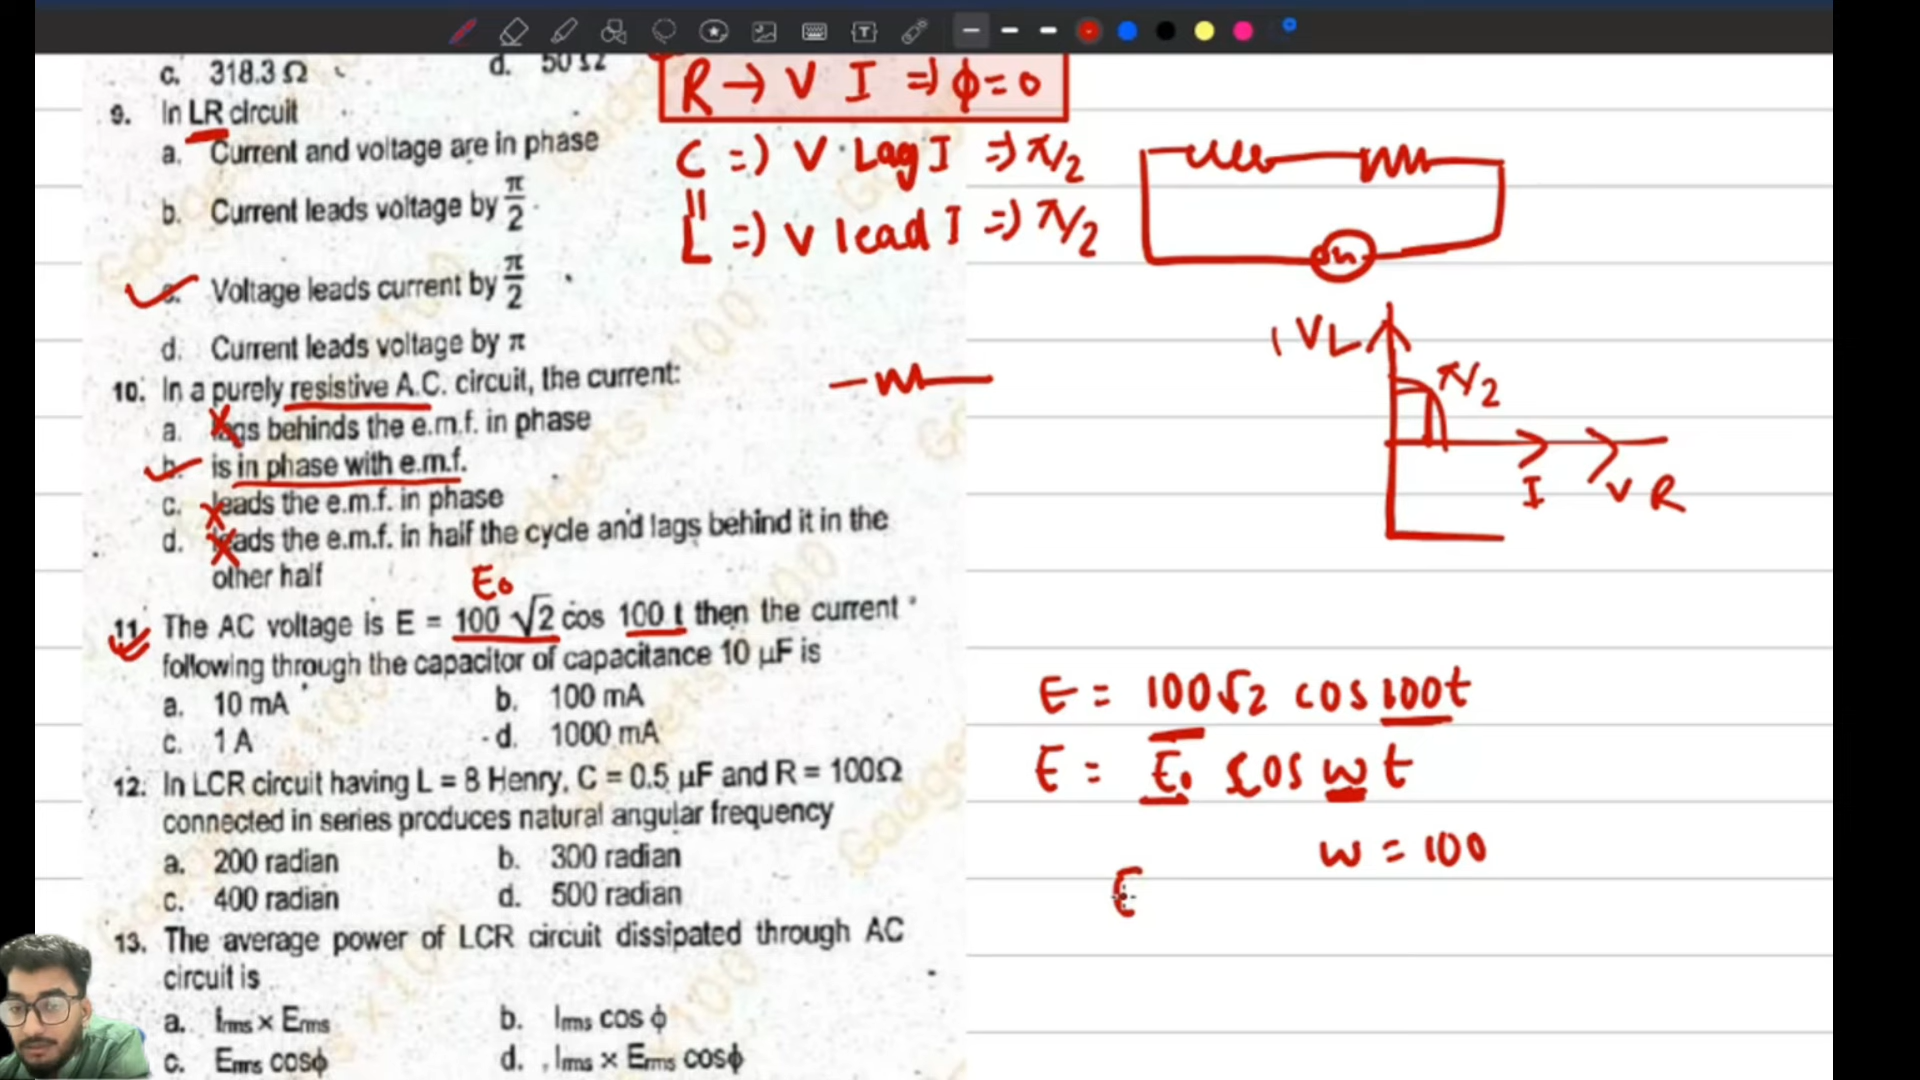 c. 318.3 Ω d. 50 Ω
9. In LR circuit
a. Current and voltage are in phase
b. Current leads voltage by π/2
c. Voltage leads current by π/2
d. Current leads voltage by π
10. In a purely resistive A.C. circuit, the current:
a. lags behinds the e.m.f. in phase
b. is in phase with e.m.f.
c. leads the e.m.f. in phase
d. leads the e.m.f. in half the cycle and lags behind it in the
other half
E₀
11. The AC voltage is E = 100 √2 cos 100 t then the current
following through the capacitor of capacitance 10 μF is
a. 10 mA b. 100 mA
c. 1 A d. 1000 mA
12. In LCR circuit having L = 8 Henry, C = 0.5 μF and R = 100Ω
connected in series produces natural angular frequency
a. 200 radian b. 300 radian
c. 400 radian d. 500 radian
13. The average power of LCR circuit dissipated through AC
circuit is
a. Irms × Erms b. Irms cos ϕ
c. Erms cosϕ d. Irms × Erms cosϕ
R → V I ⇒ ϕ = 0
C ⇒ V Lag I ⇒ π/2
L ⇒ V lead I ⇒ π/2
VL
π/2
I VR
E = 100√2 cos 100t
E = E₀ cos wt
w = 100
E
Gadgets x100